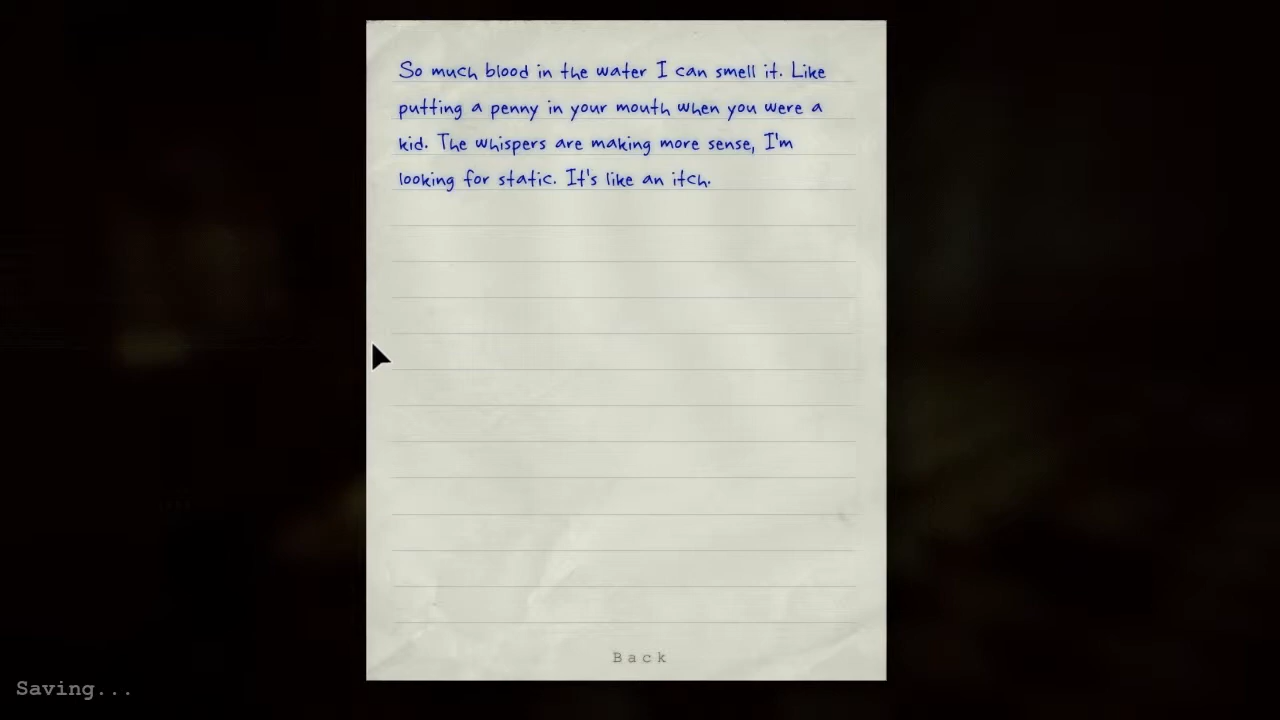 So much blood in the water I can smell it. Like
putting a penny in your mouth when you were a
kid. The whispers are making more sense, I'm
looking for static. It's like an itch.
Back
Saving...